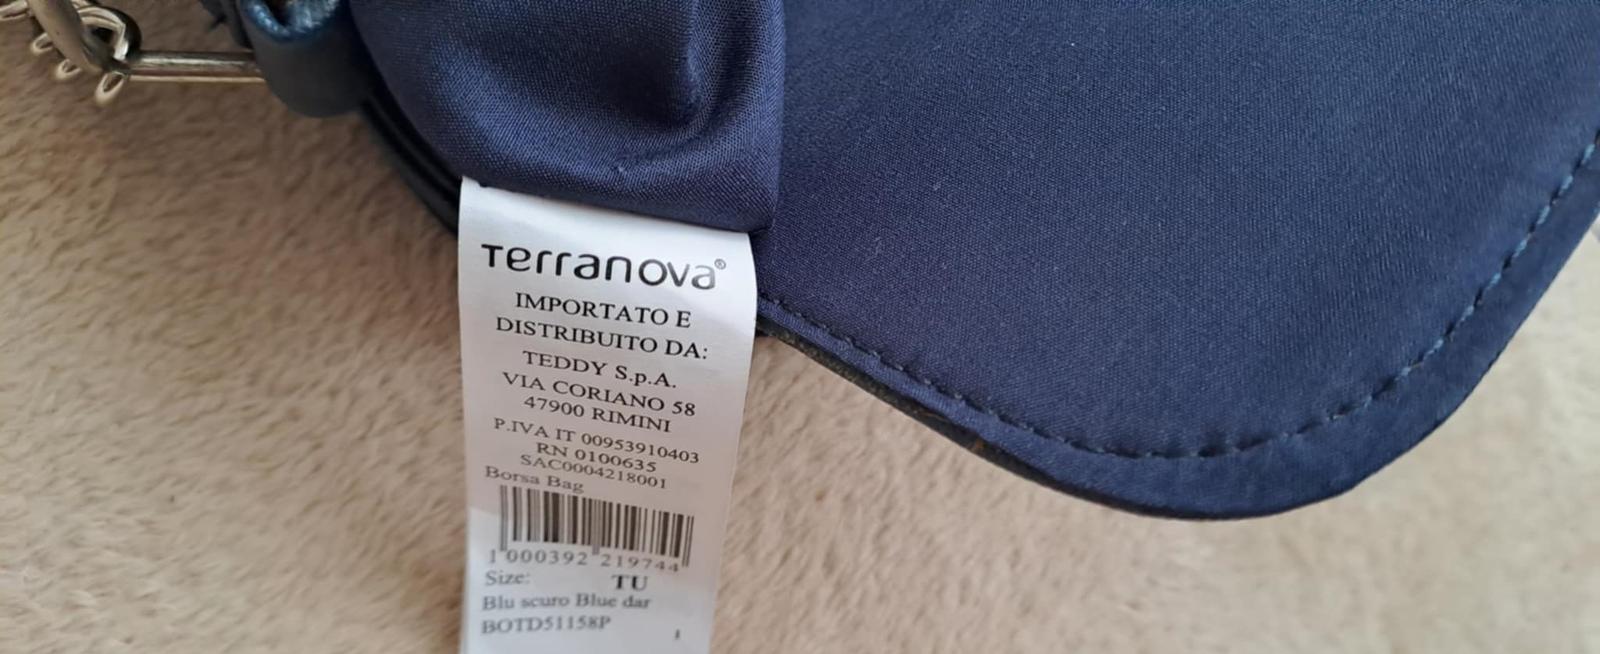 Terranova®
IMPORTATO E
DISTRIBUITO DA:
TEDDY S.p.A.
VIA CORIANO 58
47900 RIMINI
P.IVA IT 00953910403
RN 0100635
SAC0004218001
Borsa Bag
1 000392 219744
Size: TU
Blu scuro Blue dar
BOTD51158P
1